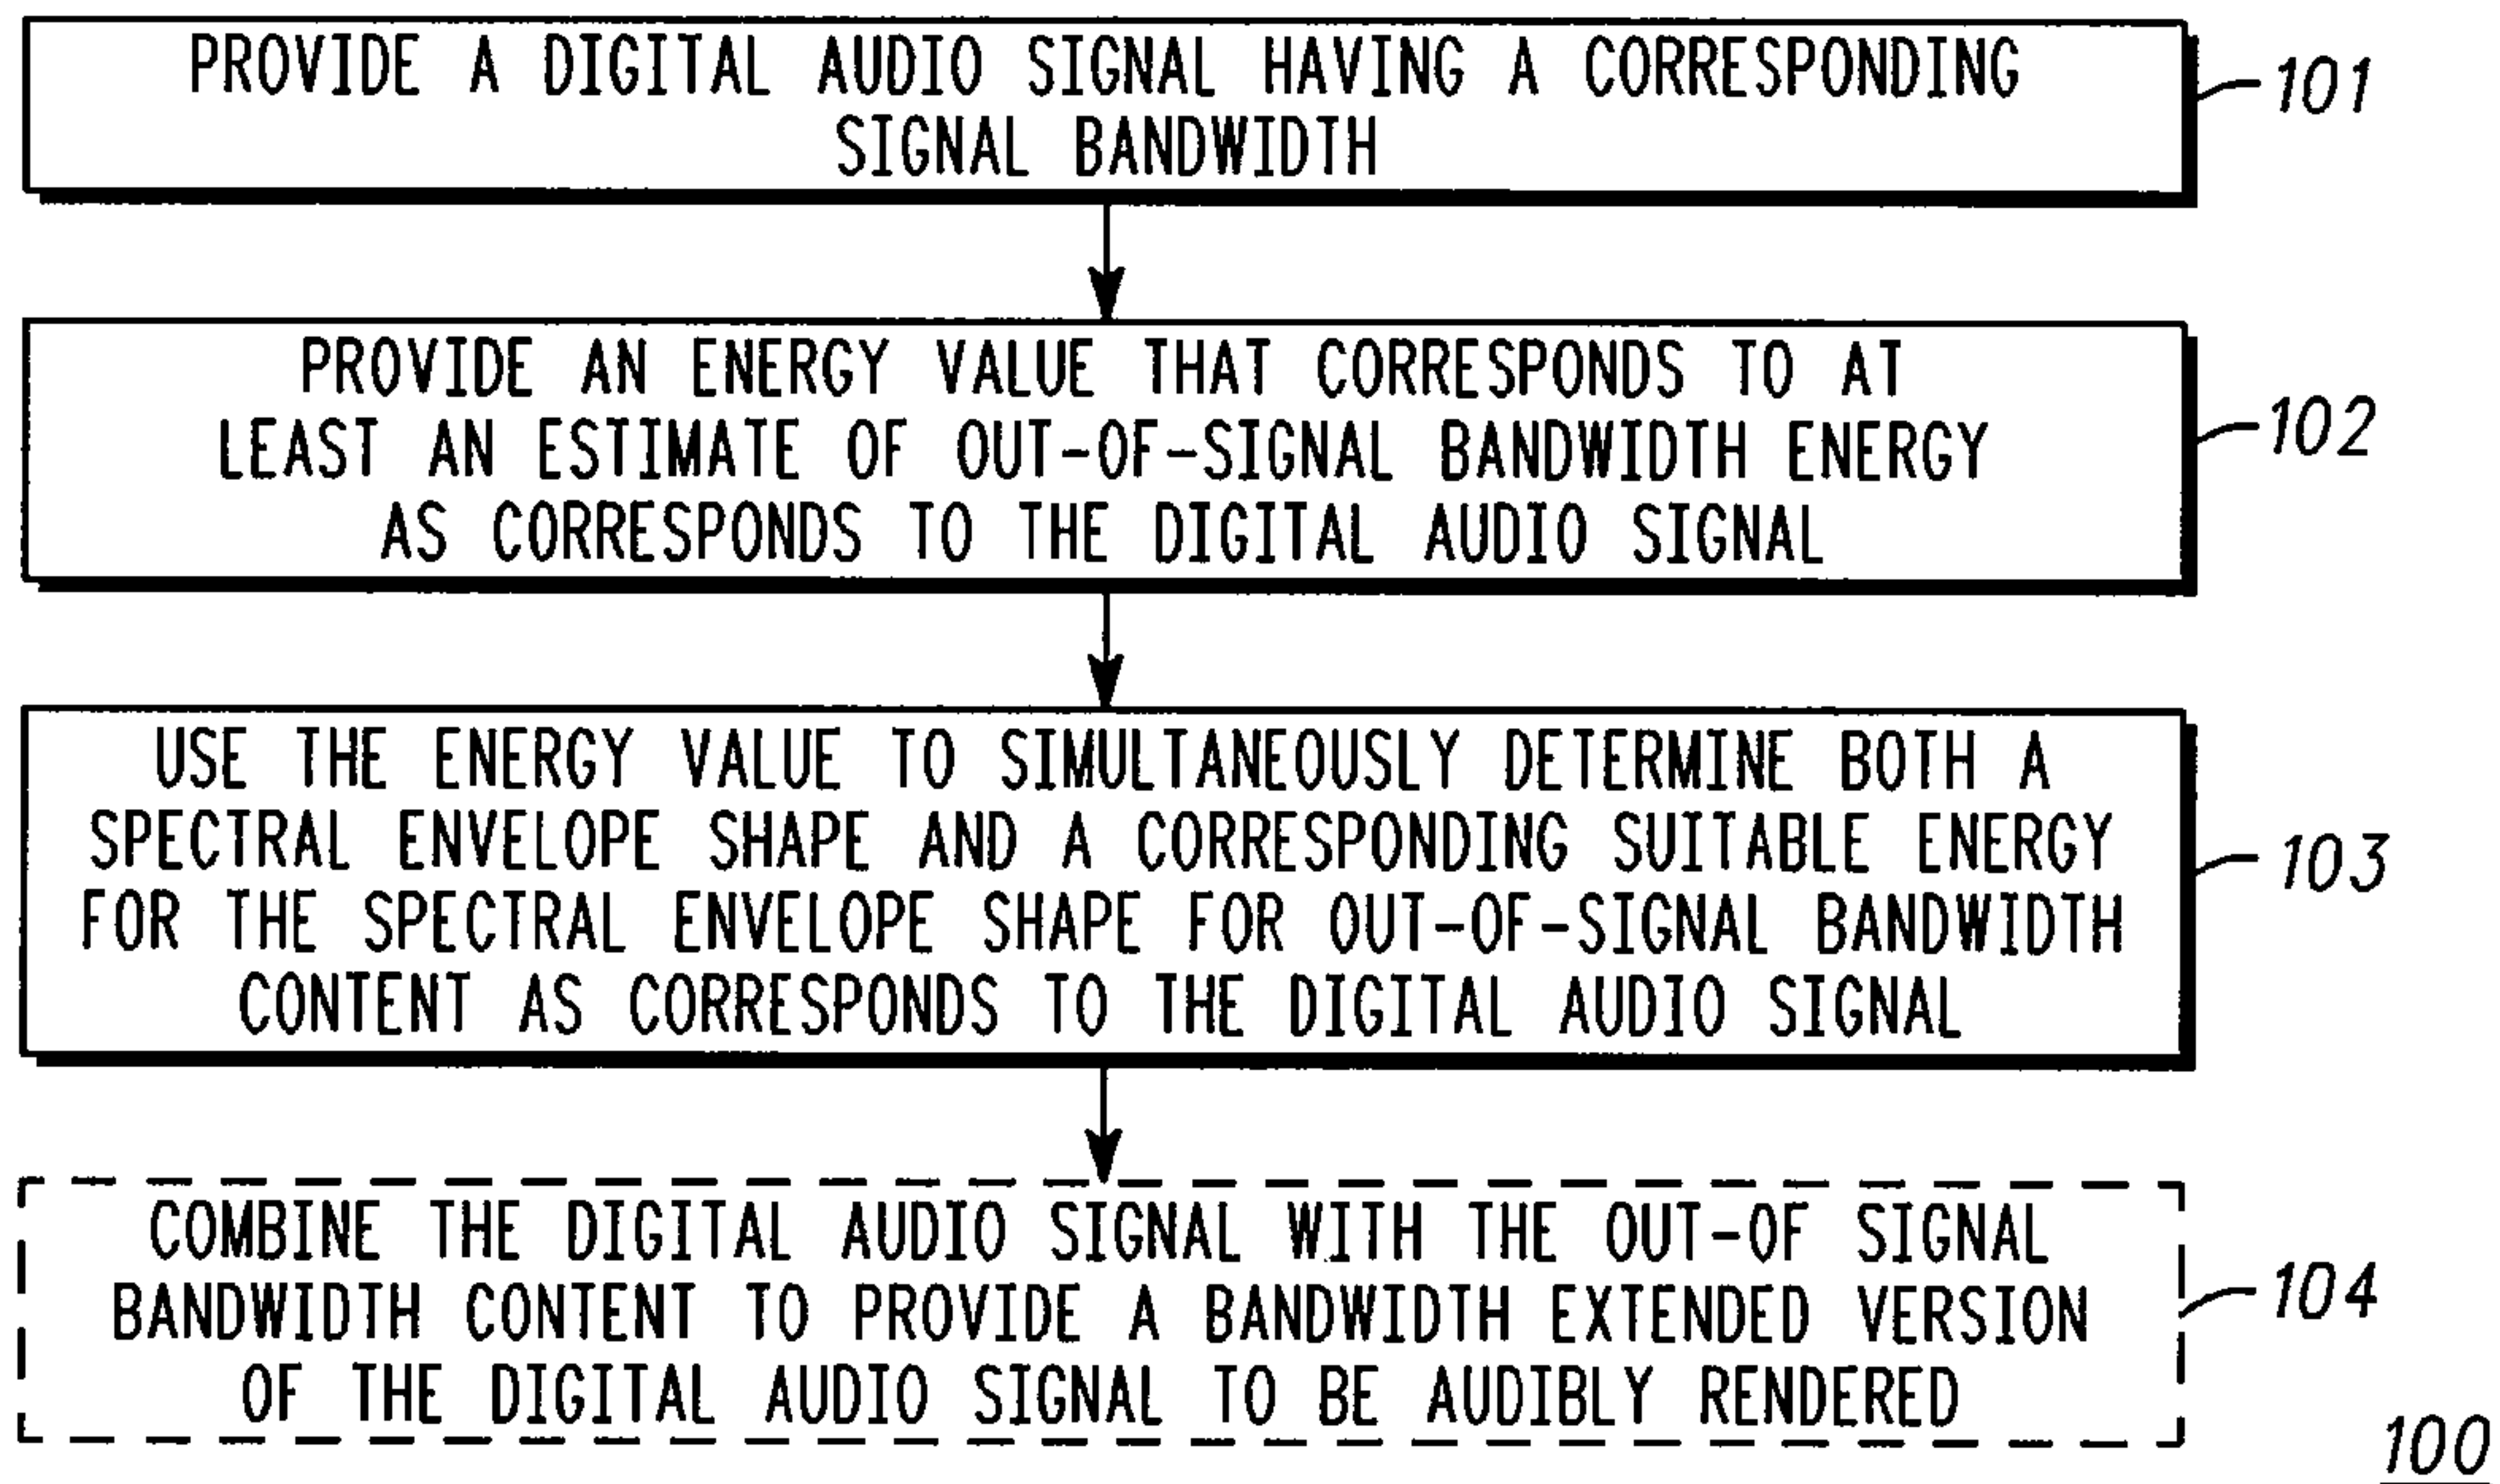 PROVIDE A DIGITAL AUDIO SIGNAL HAVING A CORRESPONDING
SIGNAL BANDWIDTH
101
PROVIDE AN ENERGY VALUE THAT CORRESPONDS TO AT
LEAST AN ESTIMATE OF OUT-OF-SIGNAL BANDWIDTH ENERGY
AS CORRESPONDS TO THE DIGITAL AUDIO SIGNAL
102
USE THE ENERGY VALUE TO SIMULTANEOUSLY DETERMINE BOTH A
SPECTRAL ENVELOPE SHAPE AND A CORRESPONDING SUITABLE ENERGY
FOR THE SPECTRAL ENVELOPE SHAPE FOR OUT-OF-SIGNAL BANDWIDTH
CONTENT AS CORRESPONDS TO THE DIGITAL AUDIO SIGNAL
103
COMBINE THE DIGITAL AUDIO SIGNAL WITH THE OUT-OF SIGNAL
BANDWIDTH CONTENT TO PROVIDE A BANDWIDTH EXTENDED VERSION
OF THE DIGITAL AUDIO SIGNAL TO BE AUDIBLY RENDERED
104
100